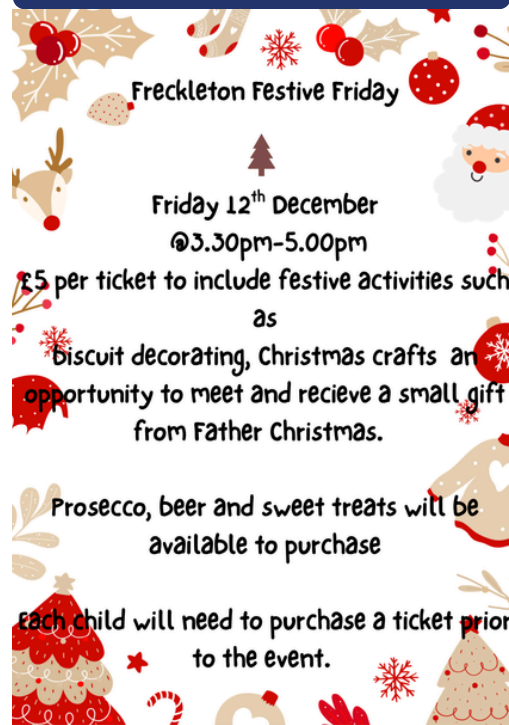 Freckleton Festive Friday
Friday 12th December
@3.30pm-5.00pm
£5 per ticket to include festive activities such
as
biscuit decorating, Christmas crafts an
opportunity to meet and recieve a small gift
from Father Christmas.
Prosecco, beer and sweet treats will be
available to purchase
Each child will need to purchase a ticket prior
to the event.